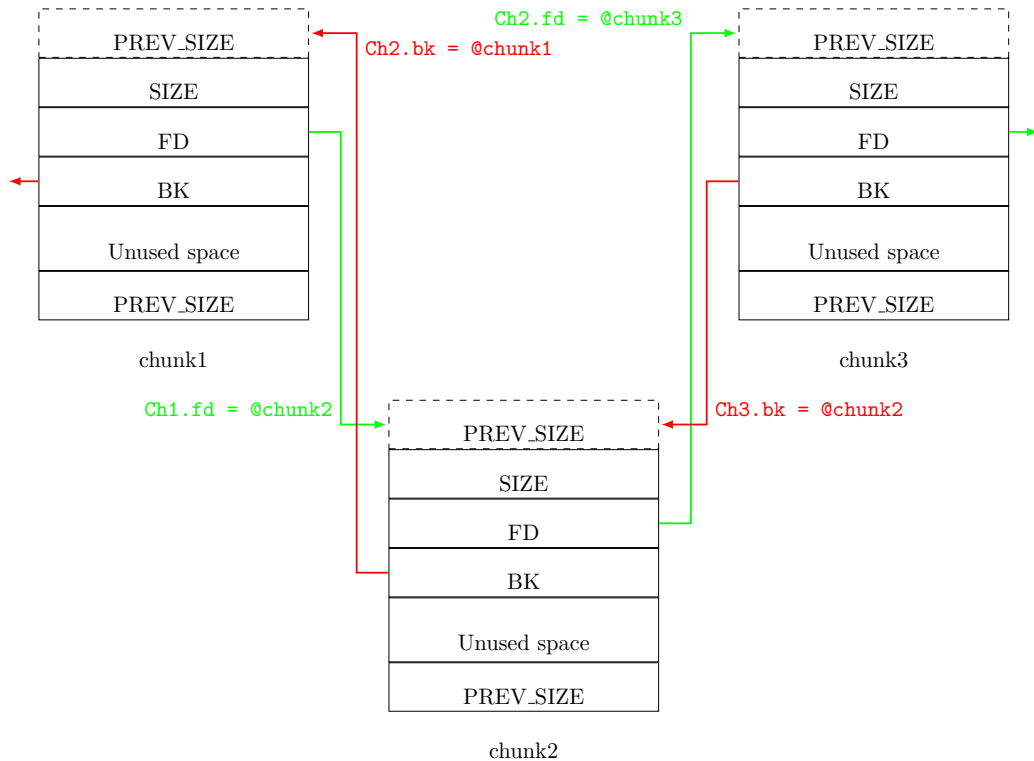 PREV_SIZE
SIZE
FD
BK
Unused space
PREV_SIZE
chunk1
Ch2.bk = @chunk1
Ch2.fd = @chunk3
PREV_SIZE
SIZE
FD
BK
Unused space
PREV_SIZE
chunk3
Ch1.fd = @chunk2
Ch3.bk = @chunk2
PREV_SIZE
SIZE
FD
BK
Unused space
PREV_SIZE
chunk2